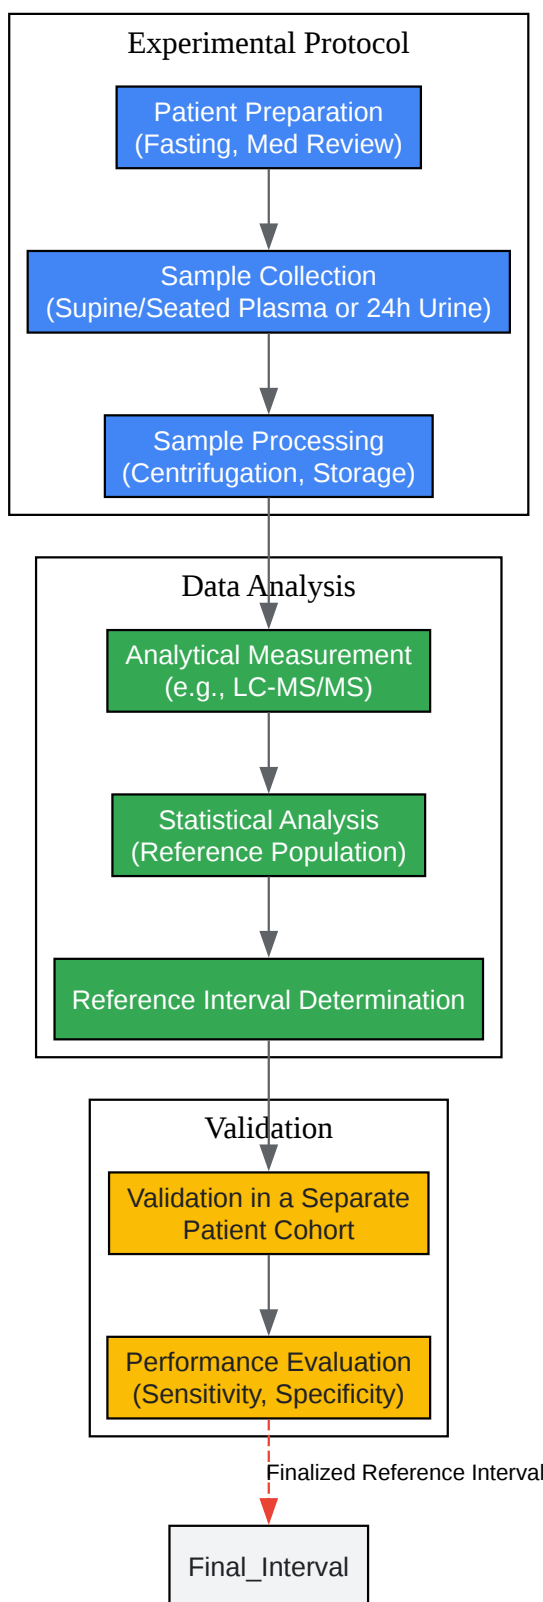 Experimental Protocol
Patient Preparation
(Fasting, Med Review)
Sample Collection
(Supine/Seated Plasma or 24h Urine)
Sample Processing
(Centrifugation, Storage)
Data Analysis
Analytical Measurement
(e.g., LC-MS/MS)
Statistical Analysis
(Reference Population)
Reference Interval Determination
Validation
Validation in a Separate
Patient Cohort
Performance Evaluation
(Sensitivity, Specificity)
Finalized Reference Interval
Final_Interval